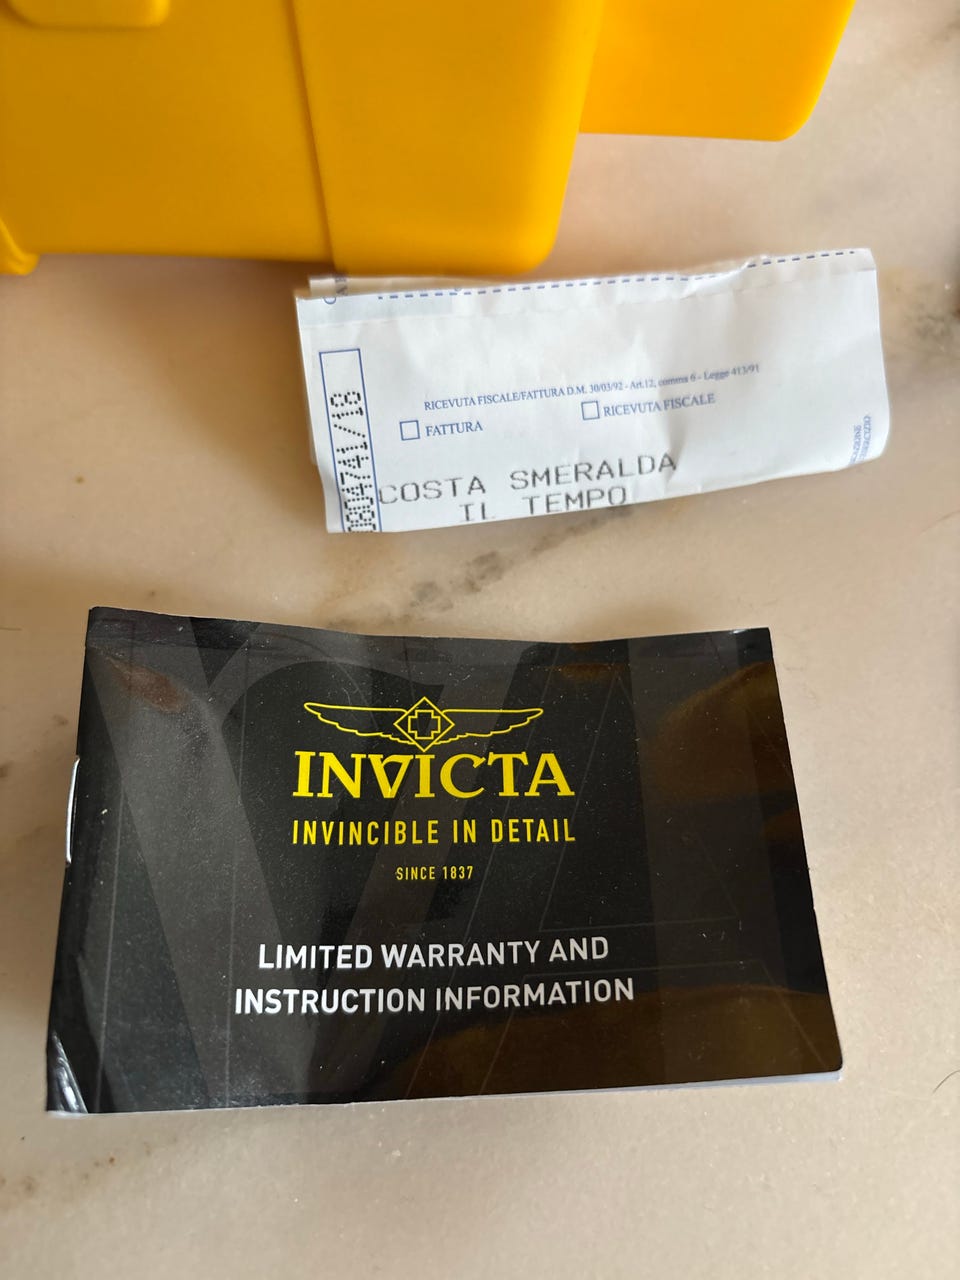 RICEVUTA FISCALE/FATTURA D.M. 30/03/92 - Art.12, comma 6 - Legge 413/91
FATTURA
RICEVUTA FISCALE
COSTA SMERALDA
IL TEMPO
INVICTA
INVINCIBLE IN DETAIL
SINCE 1837
LIMITED WARRANTY AND
INSTRUCTION INFORMATION